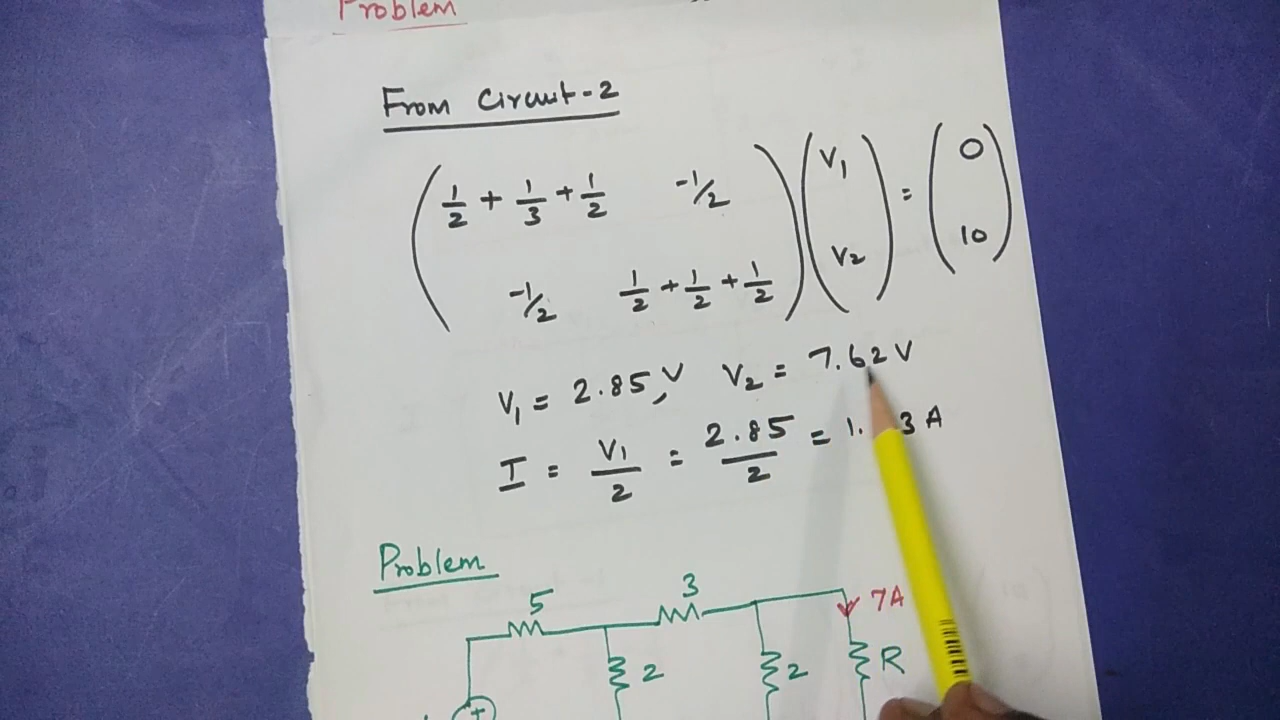 Problem
From Circuit-2
1/2 + 1/3 + 1/2 -1/2 V1 = 0
-1/2 1/2 + 1/2 + 1/2 V2 10
V1 = 2.85 V, V2 = 7.62 V
I = V1/2 = 2.85/2 = 1. 3 A
Problem
5 3 7A
2 2 R
+